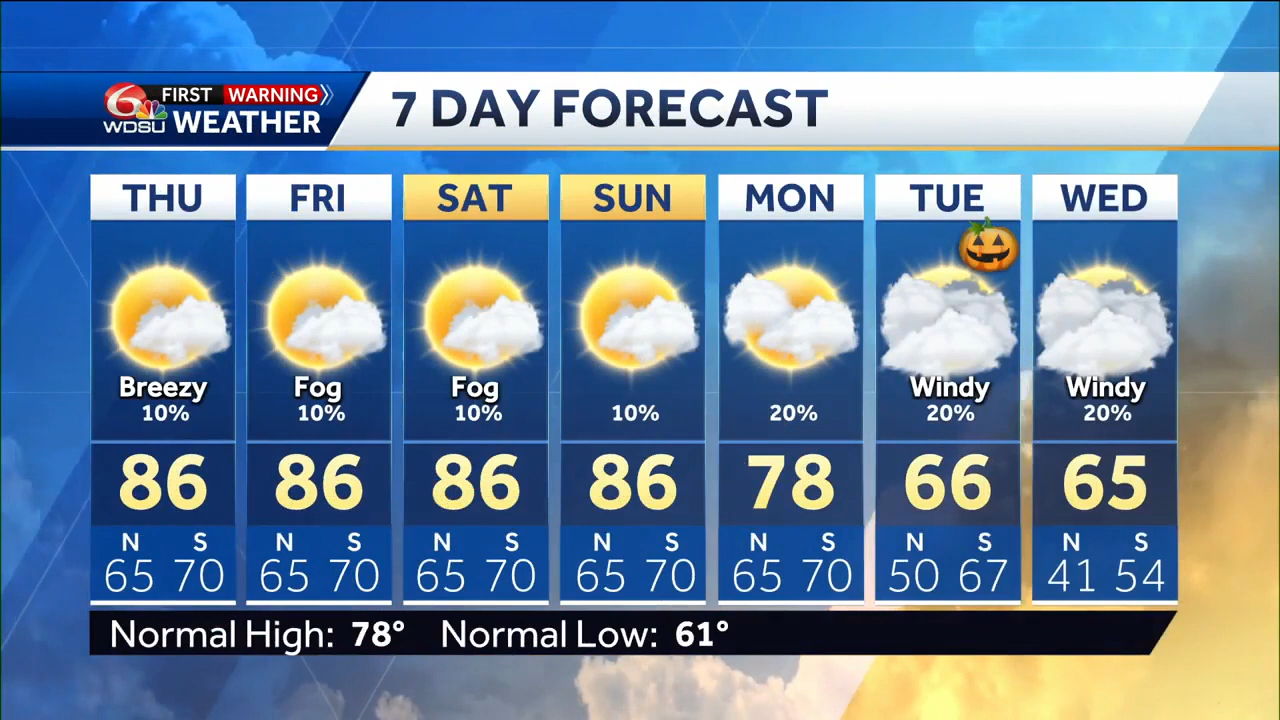 6 FIRST WARNING
WDSU WEATHER
7 DAY FORECAST
THU FRI SAT SUN MON TUE WED
Breezy Fog Fog Windy Windy
10% 10% 10% 10% 20% 20% 20%
86 86 86 86 78 66 65
N S N S N S N S N S N S N S
65 70 65 70 65 70 65 70 65 70 50 67 41 54
Normal High: 78° Normal Low: 61°